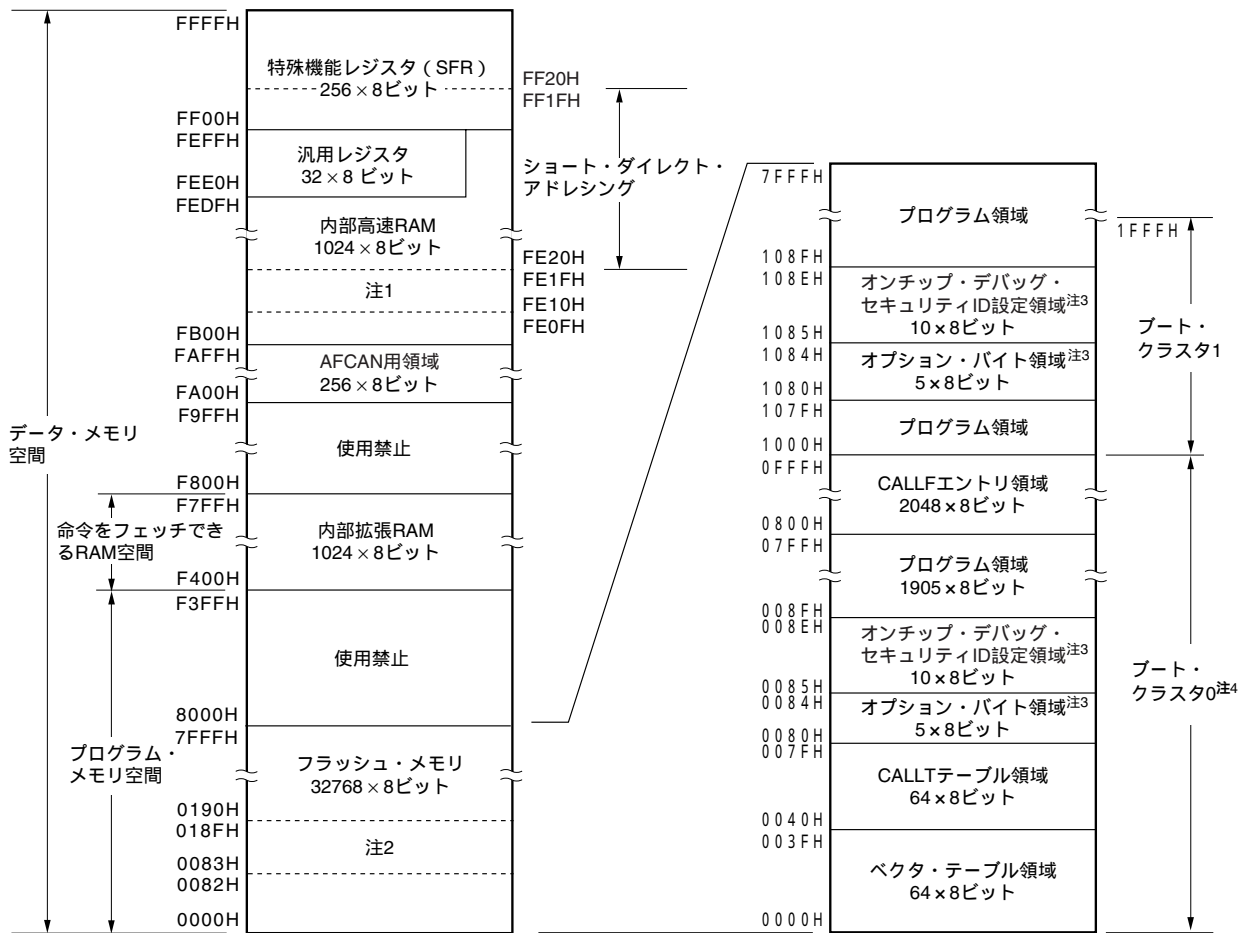 FFFFH
特殊機能レジスタ（SFR）
256×8ビット
FF20H
FF1FH
FF00H
FEFFH
汎用レジスタ
32×8 ビット
ショート・ダイレクト・
アドレシング
FEE0H
FEDFH
内部高速RAM
1024×8ビット
FE20H
FE1FH
注1
FE10H
FE0FH
FB00H
FAFFH
AFCAN用領域
256×8ビット
FA00H
F9FFH
データ・メモリ
空間
使用禁止
F800H
F7FFH
命令をフェッチでき
るRAM空間
内部拡張RAM
1024×8ビット
F400H
F3FFH
使用禁止
8000H
7FFFH
プログラム・
メモリ空間
フラッシュ・メモリ
32768×8ビット
0190H
018FH
注2
0083H
0082H
0000H
7FFFH
プログラム領域
1FFFH
108FH
108EH
オンチップ・デバッグ・
セキュリティID設定領域注3
10×8ビット
1085H
1084H
ブート・
クラスタ1
オプション・バイト領域注3
5×8ビット
1080H
107FH
プログラム領域
1000H
0FFFH
CALLFエントリ領域
2048×8ビット
0800H
07FFH
プログラム領域
1905×8ビット
008FH
008EH
オンチップ・デバッグ・
セキュリティID設定領域注3
10×8ビット
ブート・
クラスタ0注4
0085H
0084H
オプション・バイト領域注3
5×8ビット
0080H
007FH
CALLTテーブル領域
64×8ビット
0040H
003FH
ベクタ・テーブル領域
64×8ビット
0000H